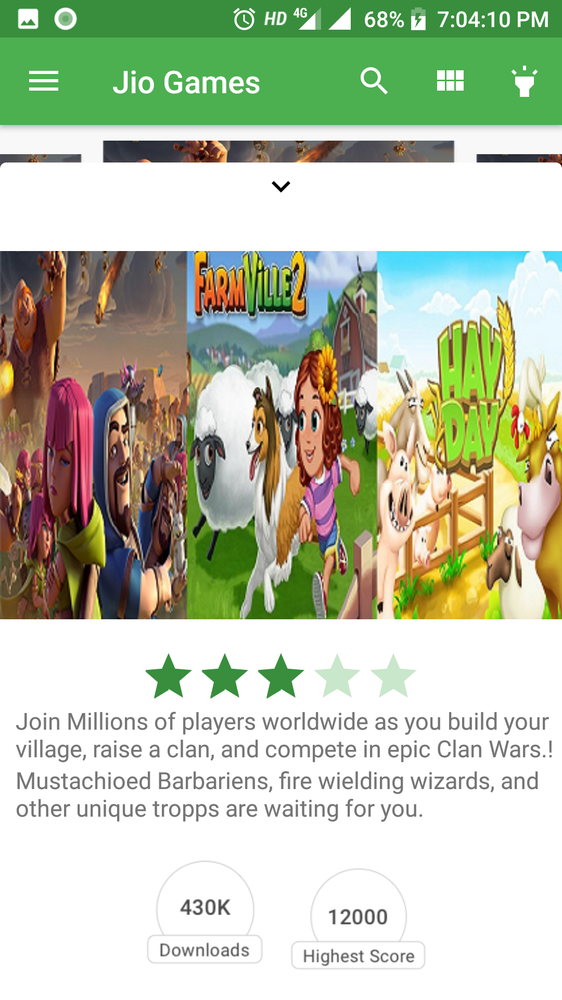 HD 4G 68% 7:04:10 PM
Jio Games
FARMVILLE 2
HAY
DAY
Join Millions of players worldwide as you build your
village, raise a clan, and compete in epic Clan Wars.!
Mustachioed Barbariens, fire wielding wizards, and
other unique tropps are waiting for you.
430K
Downloads
12000
Highest Score